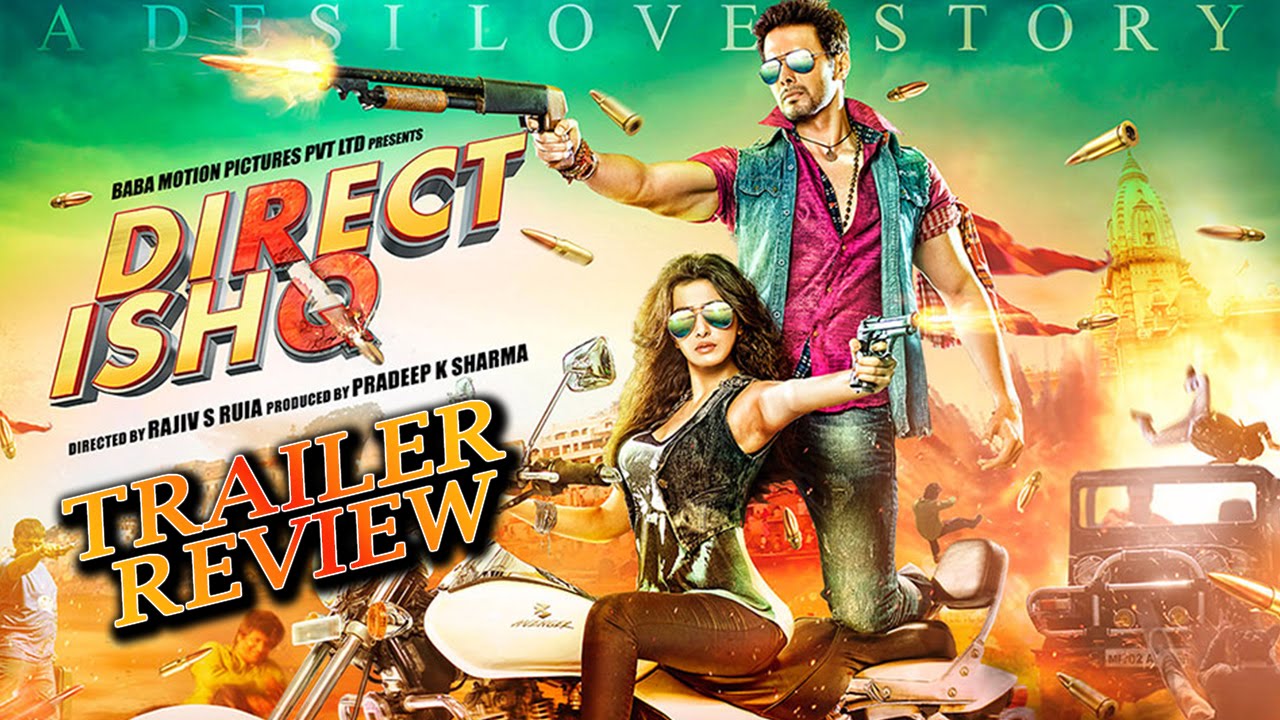 A DESI LOVE STORY
BABA MOTION PICTURES PVT LTD PRESENTS
DIRECT
ISHQ
DIRECTED BY RAJIV S RUIA PRODUCED BY PRADEEP K SHARMA
TRAILER
REVIEW
AVENGER